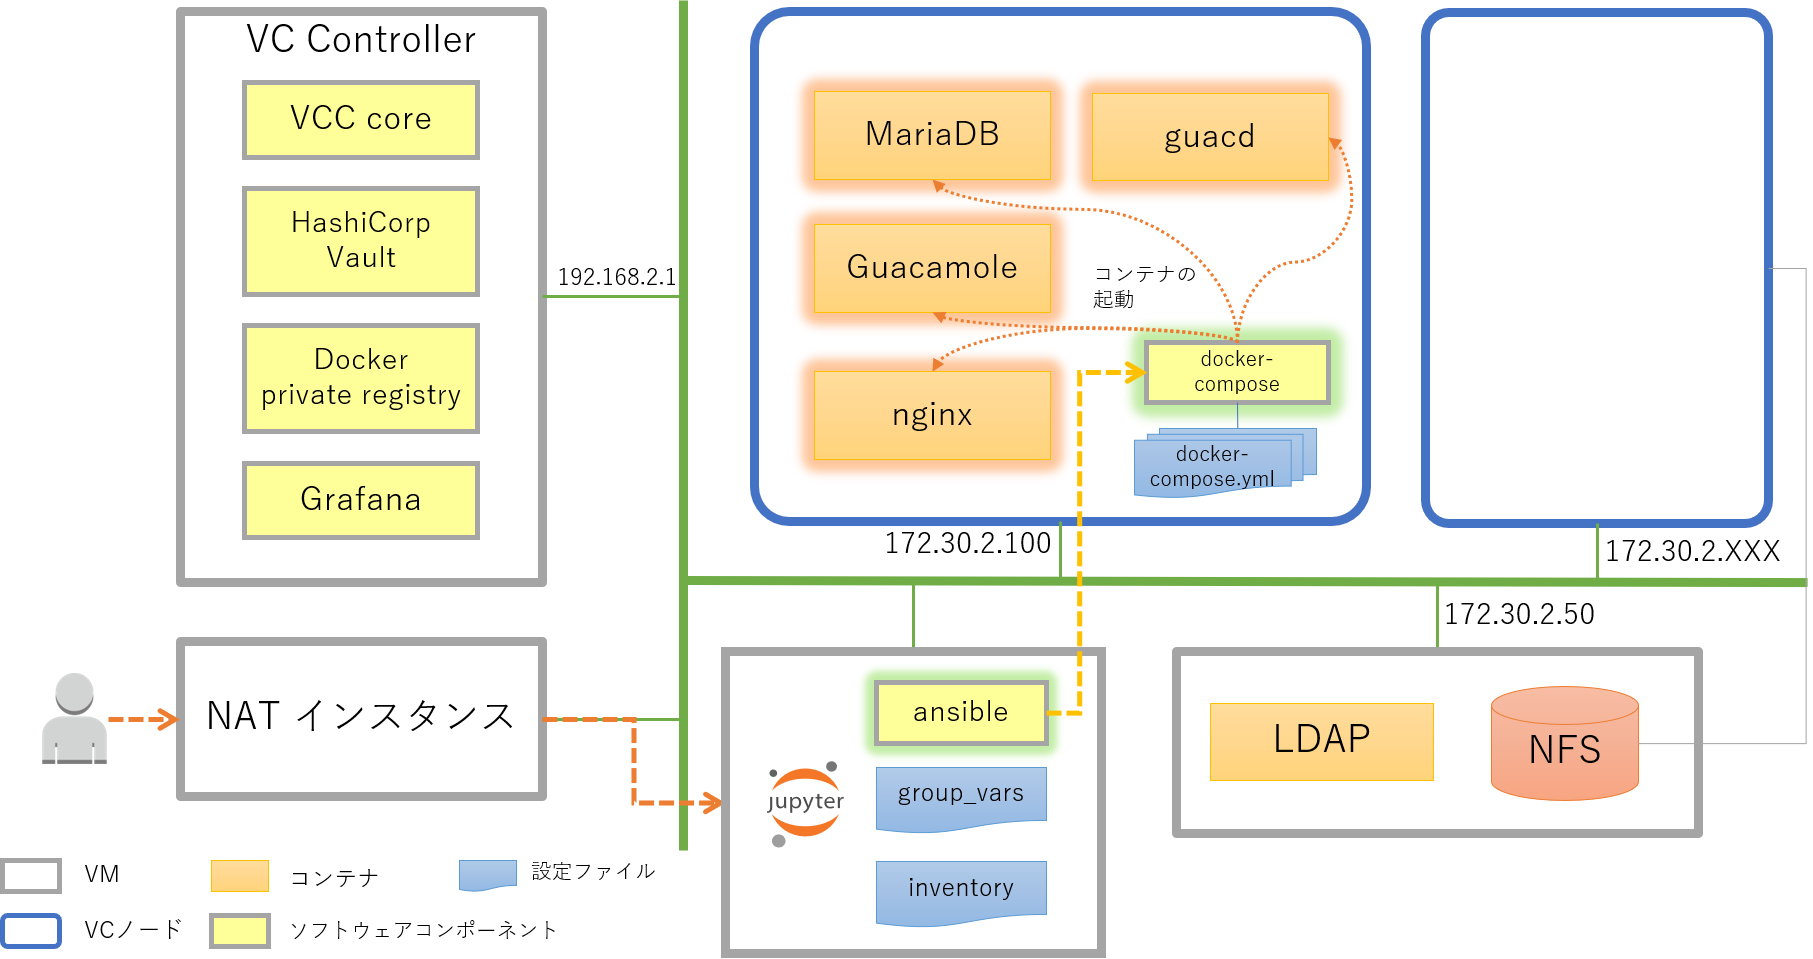 VC Controller
VCC core
HashiCorp
Vault
Docker
private registry
Grafana
192.168.2.1
MariaDB
guacd
Guacamole
コンテナの
起動
nginx
docker-
compose
docker-
compose.yml
172.30.2.100
172.30.2.XXX
172.30.2.50
NAT インスタンス
ansible
jupyter
group_vars
inventory
LDAP
NFS
VM
コンテナ
設定ファイル
VCノード
ソフトウェアコンポーネント